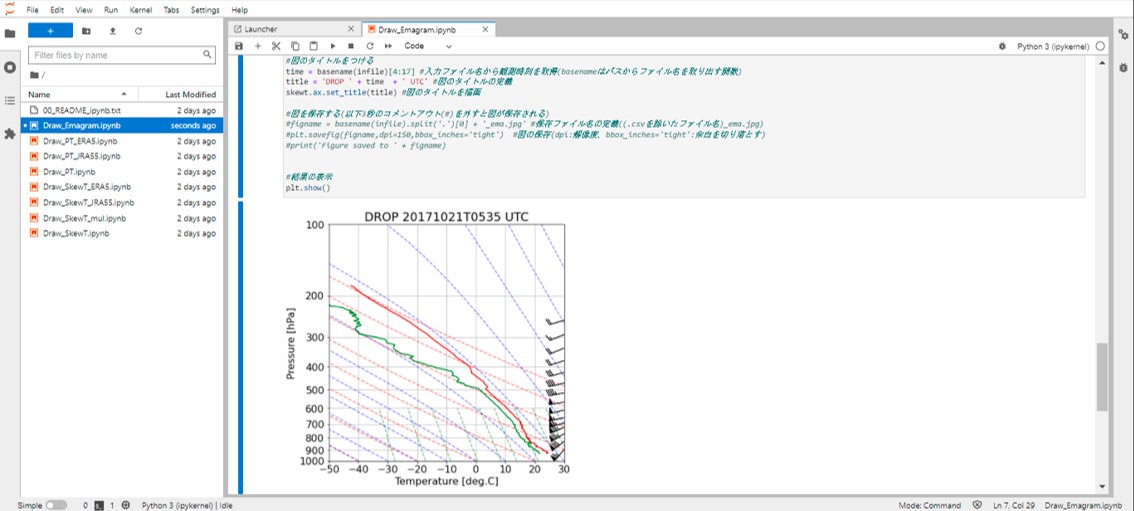 File Edit View Run Kernel Tabs Settings Help
Launcher
Draw_Emagram.ipynb
Filter files by name
/
Name
Last Modified
00_README_ipynb.txt 2 days ago
Draw_Emagram.ipynb seconds ago
Draw_PT_ERA5.ipynb 2 days ago
Draw_PT_JRA55.ipynb 2 days ago
Draw_PT.ipynb 2 days ago
Draw_SkewT_ERA5.ipynb 2 days ago
Draw_SkewT_JRA55.ipynb 2 days ago
Draw_SkewT_mul.ipynb 2 days ago
Draw_SkewT.ipynb 2 days ago
Code
Python 3 (ipykernel)
#図のタイトルをつける
time = basename(infile)[4:17] #入力ファイル名から観測時刻を取得(basenameはパスからファイル名を取り出す関数)
title = 'DROP ' + time + ' UTC' #図のタイトルの定義
skewt.ax.set_title(title) #図のタイトルを描画
#図を保存する(以下3行のコメントアウト(#)を外すと図が保存される)
#figname = basename(infile).split('.')[0] + '_ema.jpg' #保存ファイル名の定義((.csvを除いたファイル名)_ema.jpg)
#plt.savefig(figname,dpi=150,bbox_inches='tight') #図の保存(dpi:解像度、bbox_inches='tight':余白を切り落とす)
#print('Figure saved to ' + figname)
#結果の表示
plt.show()
DROP 20171021T0535 UTC
100
200
300
400
500
600
700
800
900
1000
Pressure [hPa]
−50 −40 −30 −20 −10 0 10 20 30
Temperature [deg.C]
Simple
0
1
Python 3 (ipykernel) | Idle
Mode: Command
Ln 7, Col 29
Draw_Emagram.ipynb